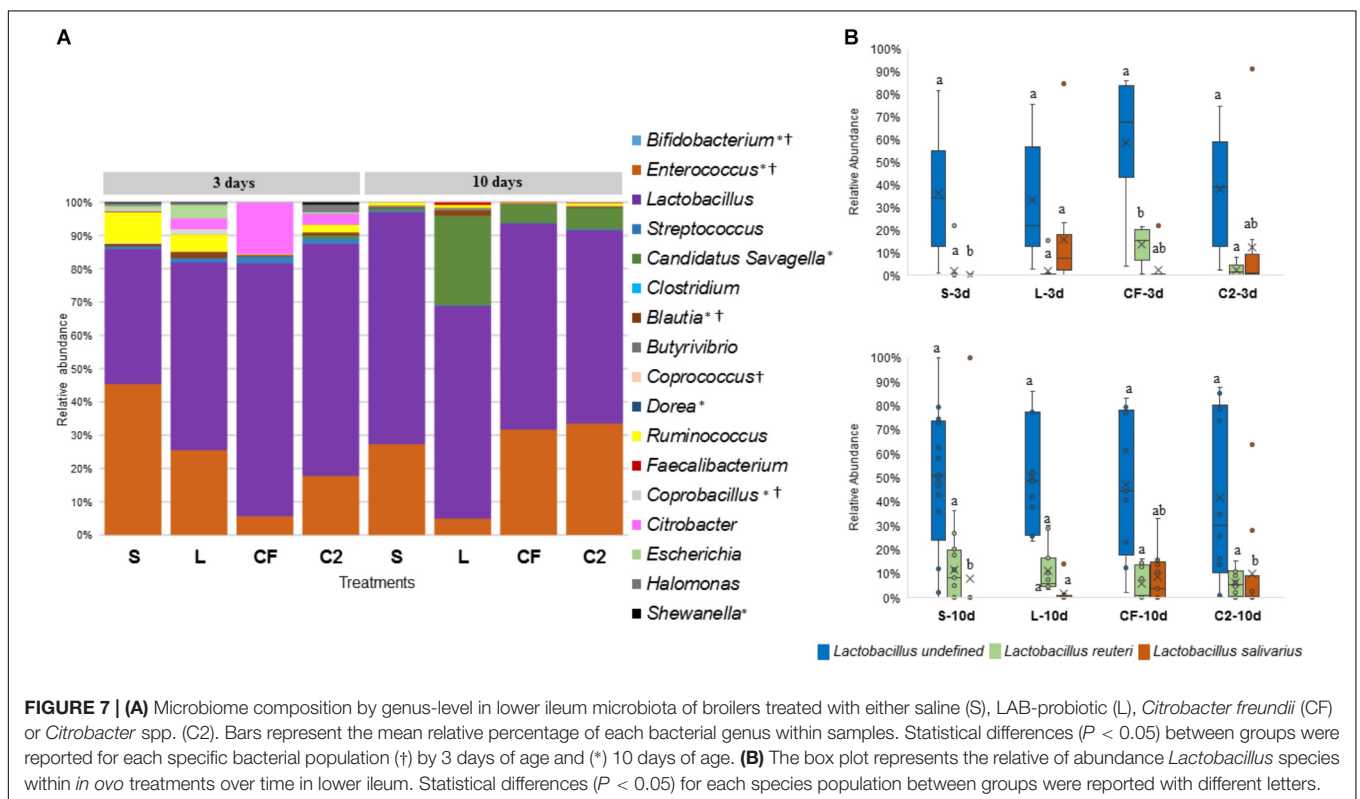 A
3 days 10 days
100%
90%
80%
70%
60%
50%
40%
30%
20%
10%
0%
Relative abundance
S L CF C2 S L CF C2
Treatments
Bifidobacterium*†
Enterococcus*†
Lactobacillus
Streptococcus
Candidatus Savagella*
Clostridium
Blautia*†
Butyrivibrio
Coprococcus†
Dorea*
Ruminococcus
Faecalibacterium
Coprobacillus*†
Citrobacter
Escherichia
Halomonas
Shewanella*
B
100%
90%
80%
70%
60%
50%
40%
30%
20%
10%
0%
Relative Abundance
a a b
a a ab
a b ab
a a ab
S-3d L-3d CF-3d C2-3d
100%
90%
80%
70%
60%
50%
40%
30%
20%
10%
0%
Relative Abundance
a a b
a a a a
a a ab
a a b
S-10d L-10d CF-10d C2-10d
Lactobacillus undefined Lactobacillus reuteri Lactobacillus salivarius
FIGURE 7 | (A) Microbiome composition by genus-level in lower ileum microbiota of broilers treated with either saline (S), LAB-probiotic (L), Citrobacter freundii (CF)
or Citrobacter spp. (C2). Bars represent the mean relative percentage of each bacterial genus within samples. Statistical differences (P < 0.05) between groups were
reported for each specific bacterial population (†) by 3 days of age and (*) 10 days of age. (B) The box plot represents the relative of abundance Lactobacillus species
within in ovo treatments over time in lower ileum. Statistical differences (P < 0.05) for each species population between groups were reported with different letters.